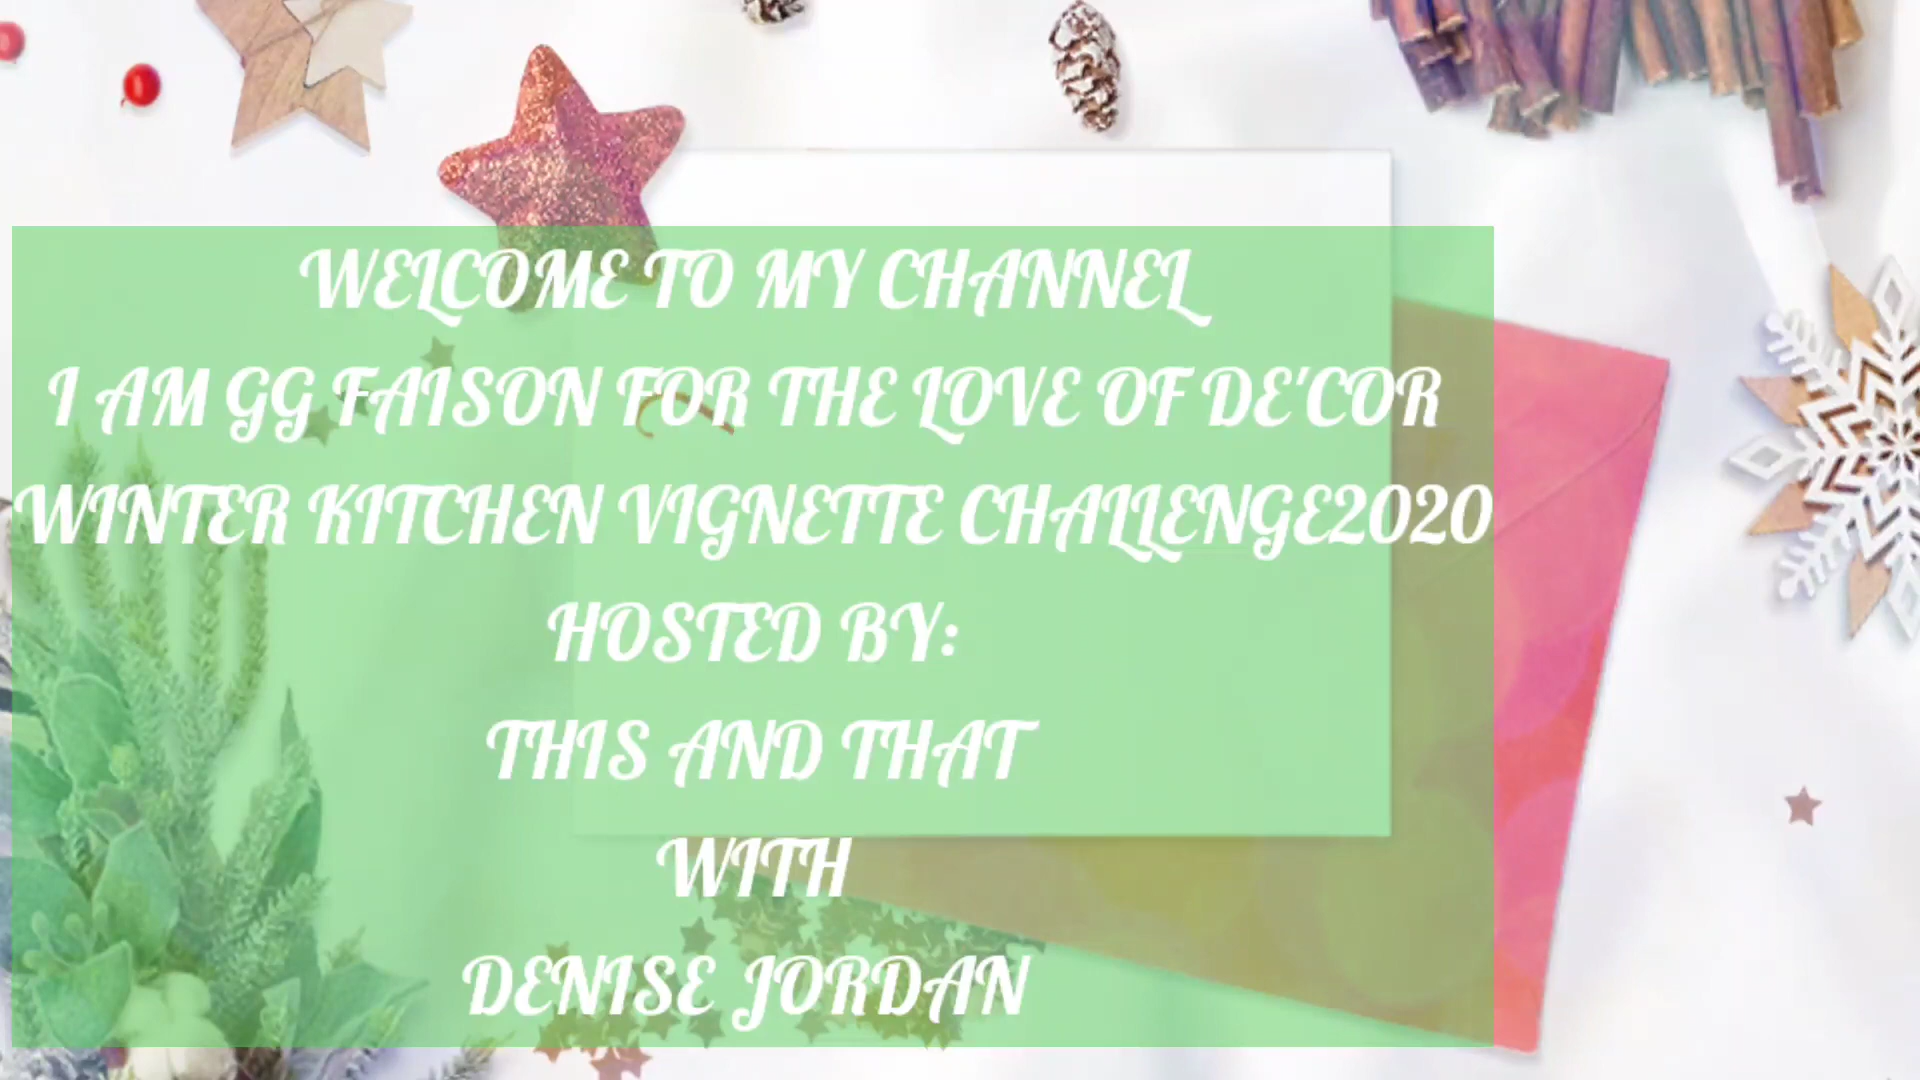 WELCOME TO MY CHANNEL
I AM GG FAISON FOR THE LOVE OF DE'COR
WINTER KITCHEN VIGNETTE CHALLENGE2020
HOSTED BY:
THIS AND THAT
WITH
DENISE JORDAN